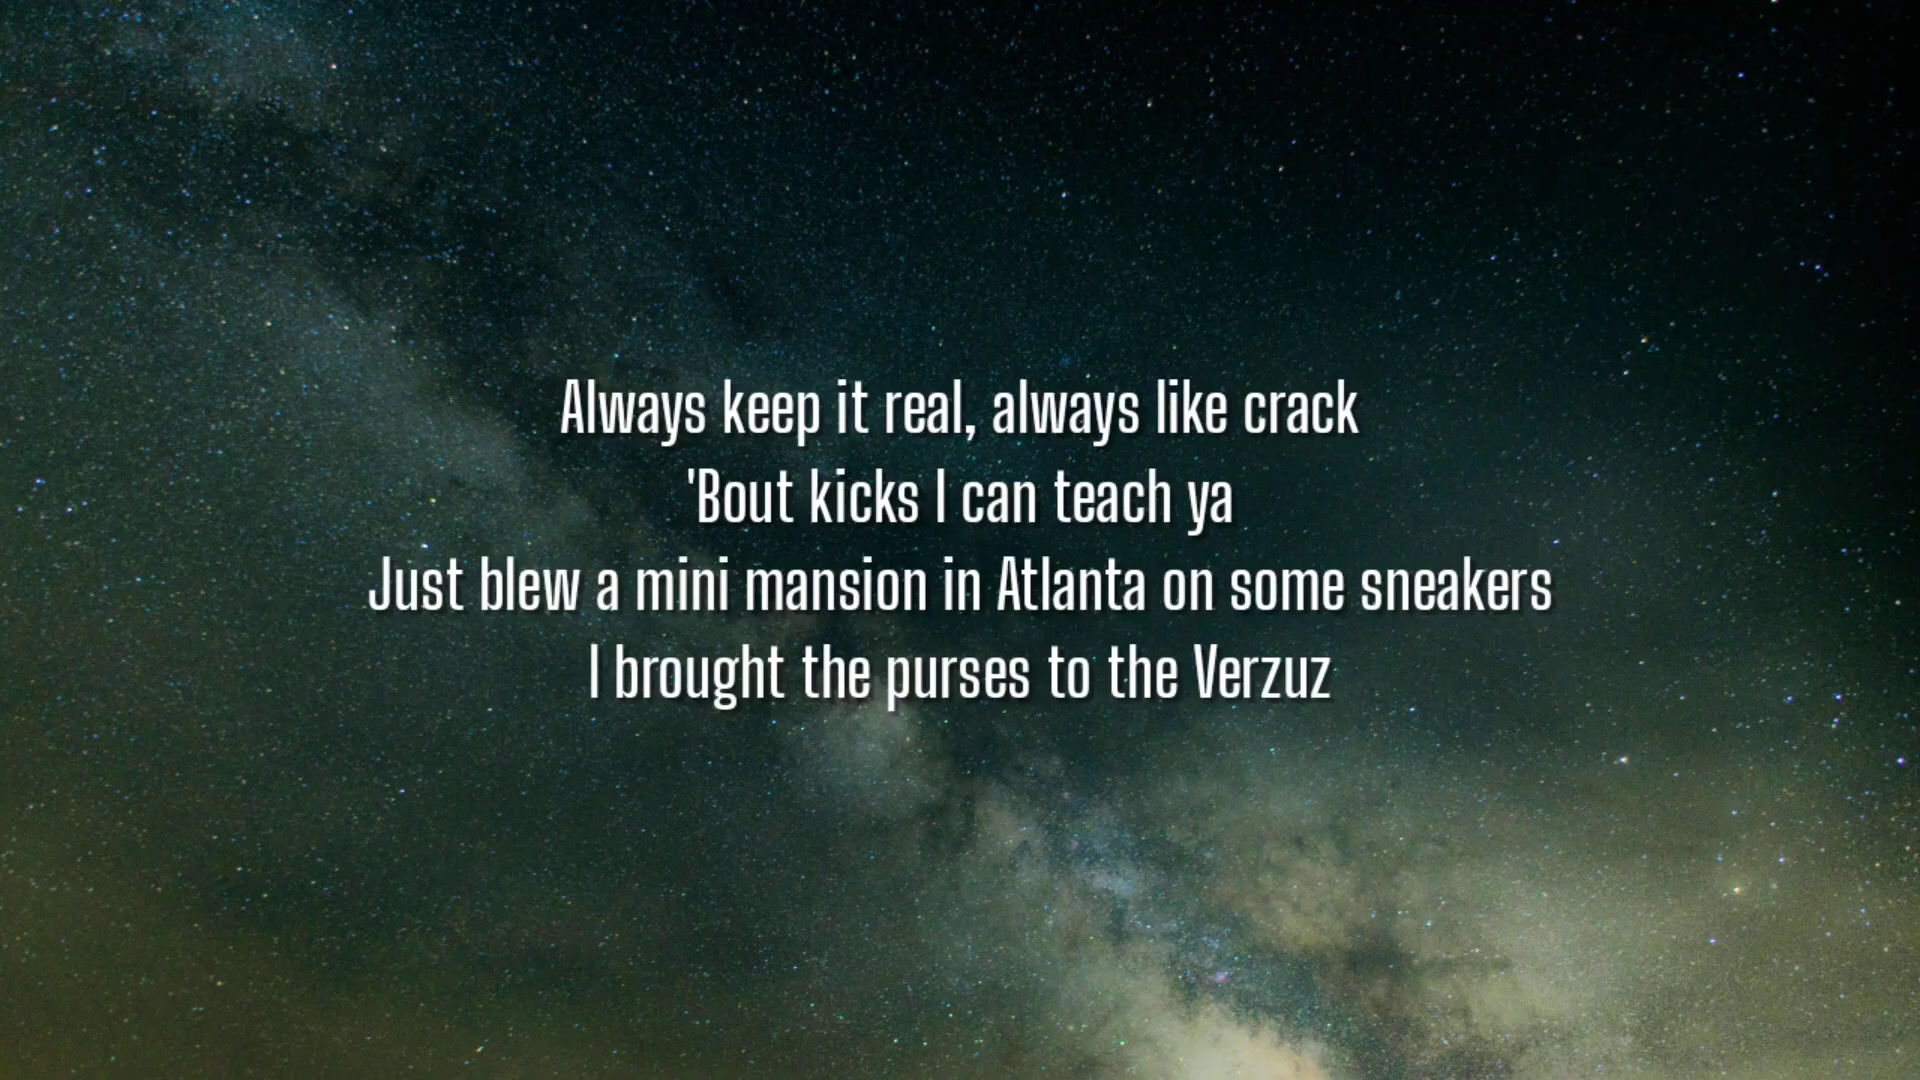 Always keep it real, always like crack
'Bout kicks I can teach ya
Just blew a mini mansion in Atlanta on some sneakers
I brought the purses to the Verzuz